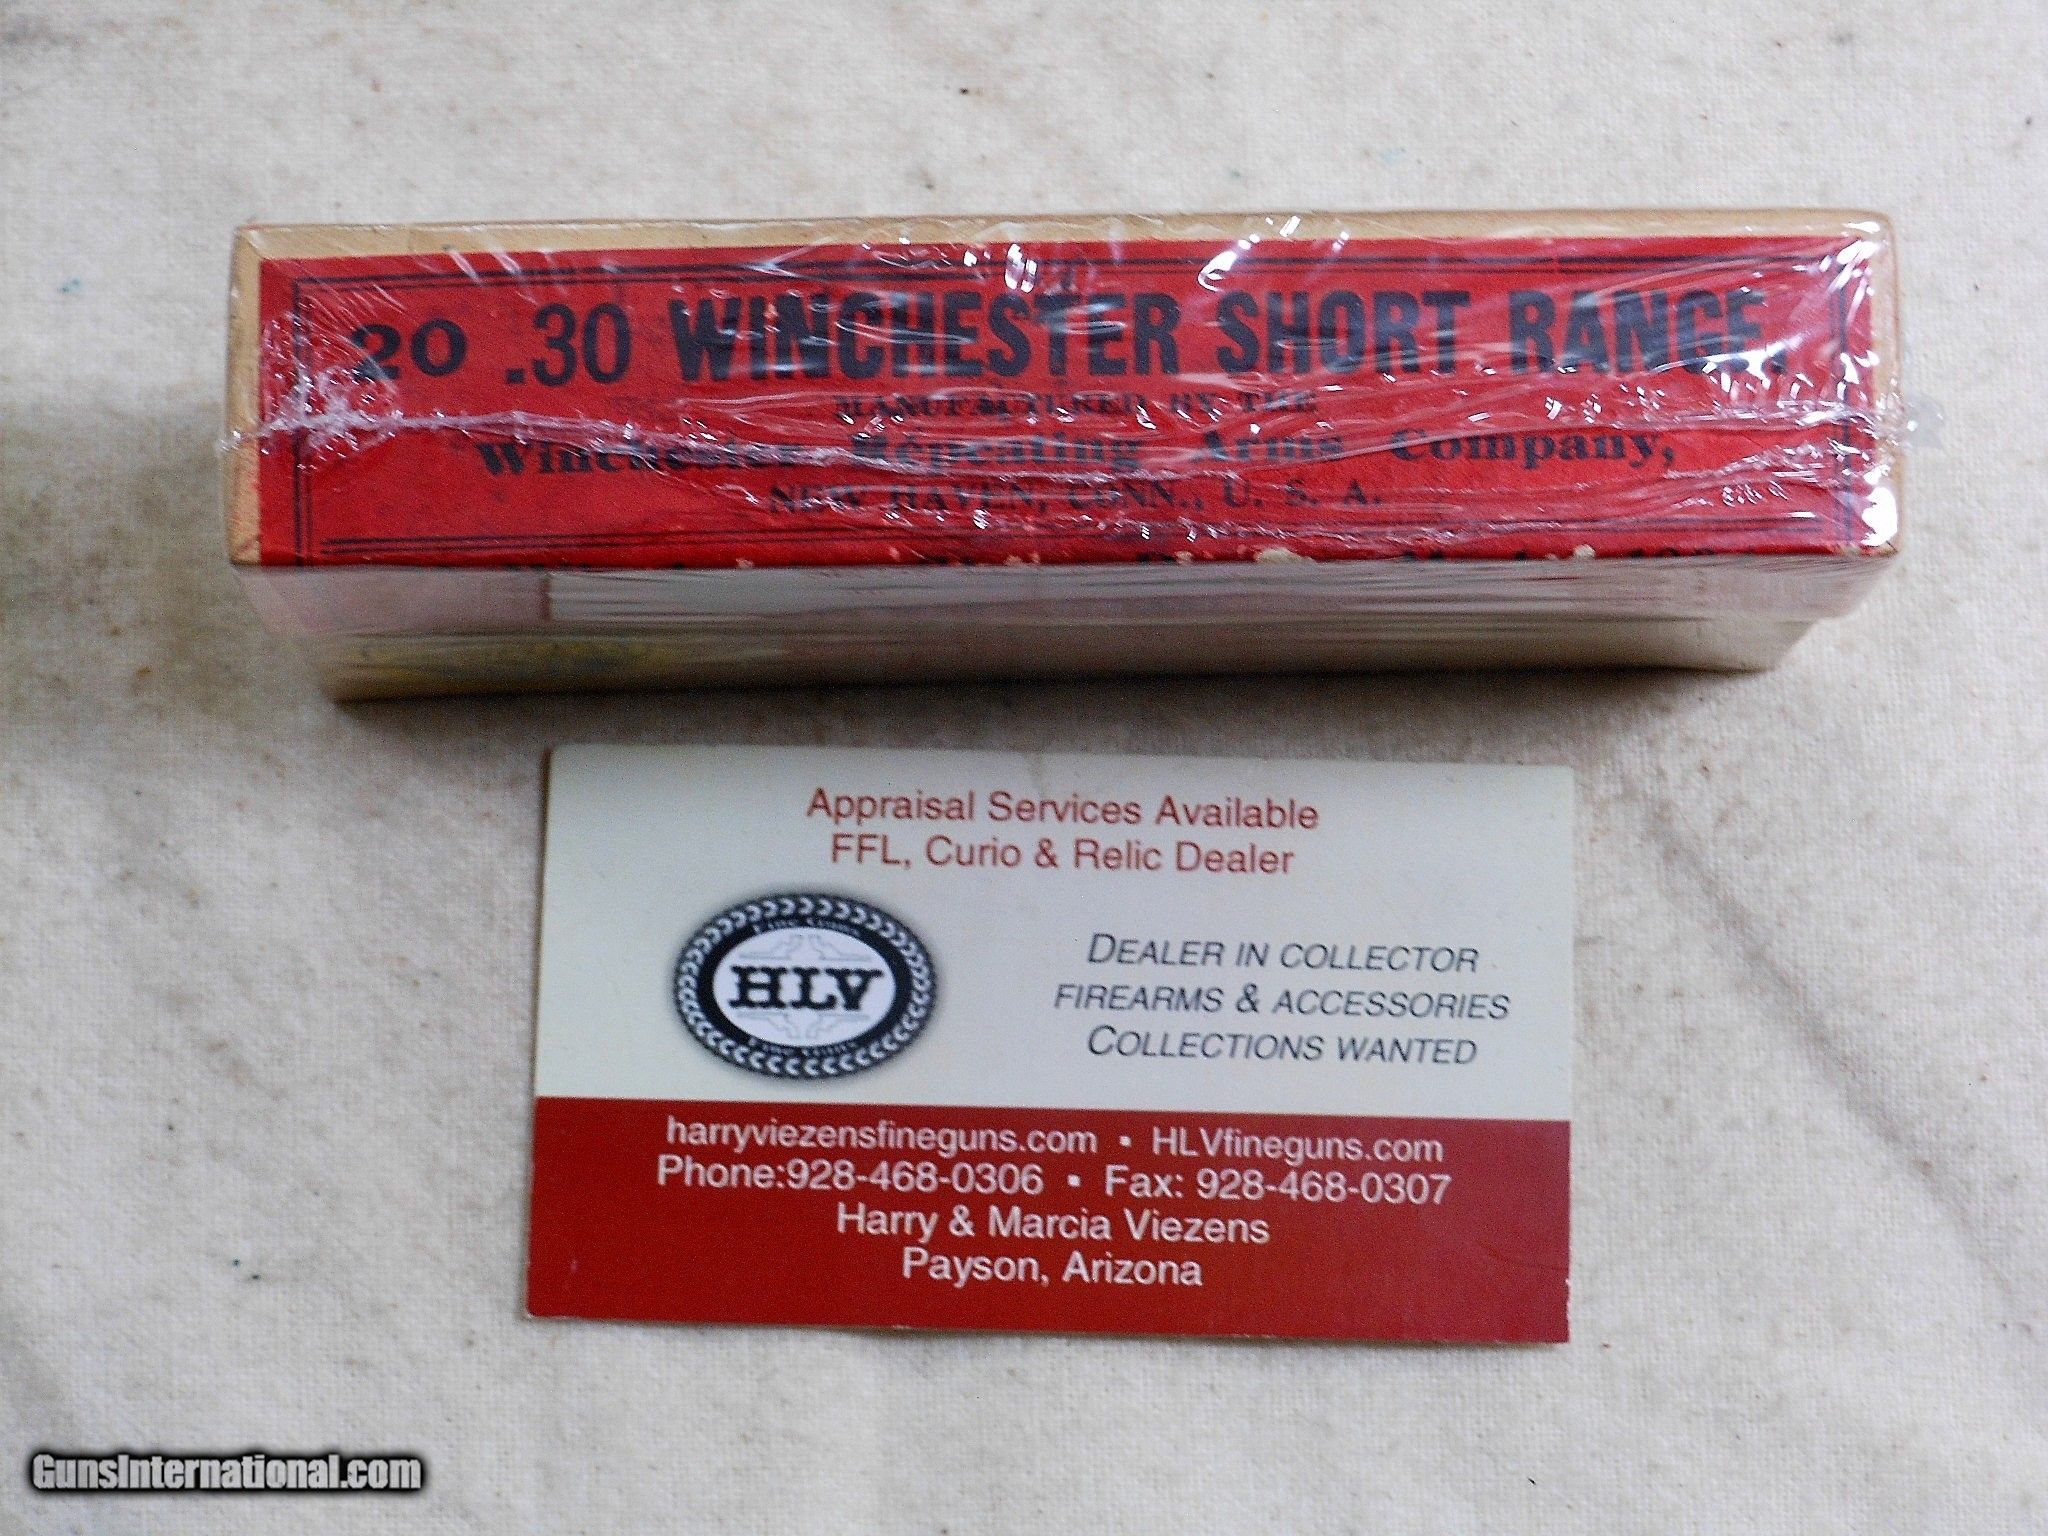 20 .30 WINCHESTER SHORT RANGE.
MANUFACTURED BY THE
Winchester Repeating Arms Company,
NEW HAVEN, CONN., U. S. A.
Appraisal Services Available
FFL, Curio & Relic Dealer
HLV
DEALER IN COLLECTOR
FIREARMS & ACCESSORIES
COLLECTIONS WANTED
harryviezensfineguns.com ▪ HLVfineguns.com
Phone:928-468-0306 ▪ Fax: 928-468-0307
Harry & Marcia Viezens
Payson, Arizona
GunsInternational.com